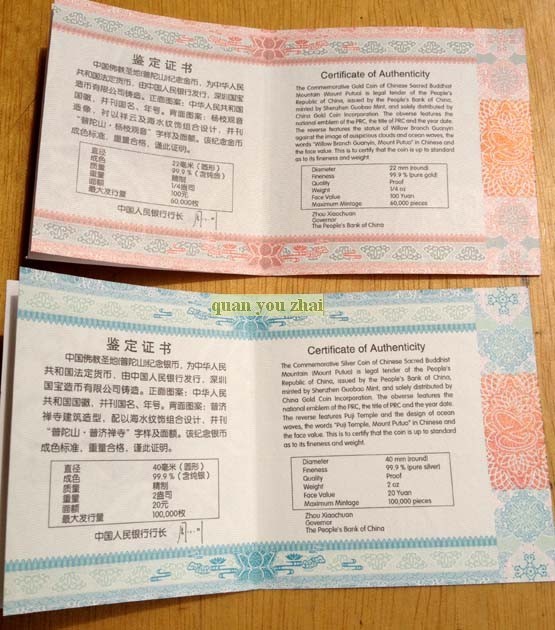 鉴定证书
中国佛教圣地(普陀山)纪念金币，为中华人民
共和国法定货币，由中国人民银行发行，深圳国宝
造币有限公司铸造。正面图案：中华人民共和国
国徽，并刊国名、年号。背面图案：杨枝观音
造像，衬以祥云及海水纹饰组合设计，并刊
“普陀山·杨枝观音”字样及面额。该纪念金币
成色标准，重量合格，谨此证明。
直径 22毫米（圆形）
成色 99.9％（含纯金）
质量 精制
重量 1/4盎司
面额 100元
最大发行量 60,000枚
中国人民银行行长
Certificate of Authenticity
The Commemorative Gold Coin of Chinese Sacred Buddhist
Mountain (Mount Putuo) is legal tender of the People's
Republic of China, issued by the People's Bank of China,
minted by Shenzhen Guobao Mint, and solely distributed by
China Gold Coin Incorporation. The obverse features the
national emblem of the PRC, the title of PRC and the year date.
The reverse features the statue of Willow Branch Guanyin
against the image of auspicious clouds and ocean waves, the
words "Willow Branch Guanyin, Mount Putuo" in Chinese and
the face value. This is to certify that the coin is up to standard
as to its fineness and weight.
Diameter 22 mm (round)
Fineness 99.9 % (pure gold)
Quality Proof
Weight 1/4 oz
Face Value 100 Yuan
Maximum Mintage 60,000 pieces
Zhou Xiaochuan
Governor
The People's Bank of China
quan you zhai
鉴定证书
中国佛教圣地(普陀山)纪念银币，为中华人民
共和国法定货币，由中国人民银行发行，深圳
国宝造币有限公司铸造。正面图案：中华人民
共和国国徽，并刊国名、年号。背面图案：普济
禅寺建筑造型，配以海水纹饰组合设计，并刊
“普陀山·普济禅寺”字样及面额。该纪念银币
成色标准，重量合格，谨此证明。
直径 40毫米（圆形）
成色 99.9％（含纯银）
质量 精制
重量 2盎司
面额 20元
最大发行量 100,000枚
中国人民银行行长
Certificate of Authenticity
The Commemorative Silver Coin of Chinese Sacred Buddhist
Mountain (Mount Putuo) is legal tender of the People's
Republic of China, issued by the People's Bank of China,
minted by Shenzhen Guobao Mint, and solely distributed by
China Gold Coin Incorporation. The obverse features the
national emblem of the PRC, the title of PRC and the year date.
The reverse features Puji Temple and the design of ocean
waves, the words "Puji Temple, Mount Putuo" in Chinese and
the face value. This is to certify that the coin is up to standard
as to its fineness and weight.
Diameter 40 mm (round)
Fineness 99.9 % (pure silver)
Quality Proof
Weight 2 oz
Face Value 20 Yuan
Maximum Mintage 100,000 pieces
Zhou Xiaochuan
Governor
The People's Bank of China